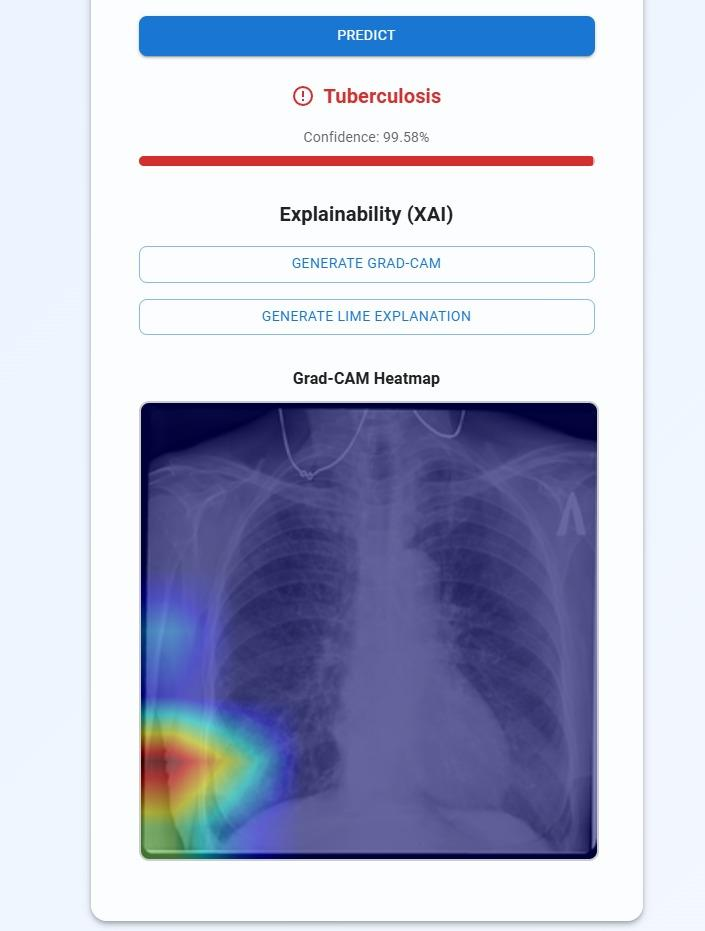 PREDICT
Tuberculosis
Confidence: 99.58%
Explainability (XAI)
GENERATE GRAD-CAM
GENERATE LIME EXPLANATION
Grad-CAM Heatmap